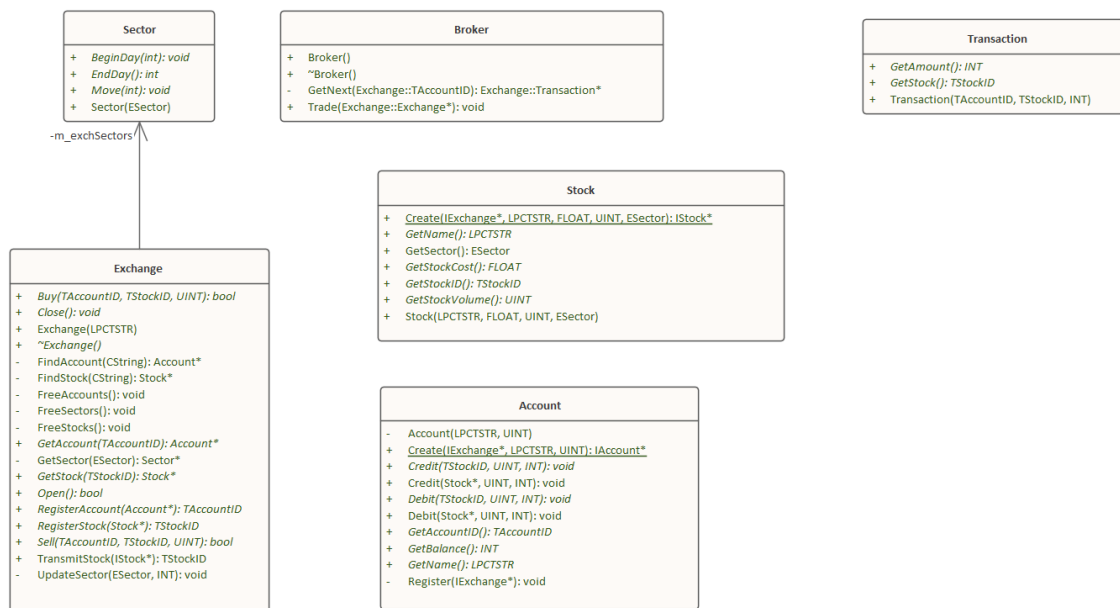 Sector
+ BeginDay(int): void
+ EndDay(): int
+ Move(int): void
+ Sector(ESector)
Broker
+ Broker()
+ ~Broker()
- GetNext(Exchange::TAccountID): Exchange::Transaction*
+ Trade(Exchange::Exchange*): void
Transaction
+ GetAmount(): INT
+ GetStock(): TStockID
+ Transaction(TAccountID, TStockID, INT)
-m_exchSectors
Stock
+ Create(IExchange*, LPCTSTR, FLOAT, UINT, ESector): IStock*
+ GetName(): LPCTSTR
+ GetSector(): ESector
+ GetStockCost(): FLOAT
+ GetStockID(): TStockID
+ GetStockVolume(): UINT
+ Stock(LPCTSTR, FLOAT, UINT, ESector)
Exchange
+ Buy(TAccountID, TStockID, UINT): bool
+ Close(): void
+ Exchange(LPCTSTR)
+ ~Exchange()
- FindAccount(CString): Account*
- FindStock(CString): Stock*
- FreeAccounts(): void
- FreeSectors(): void
- FreeStocks(): void
+ GetAccount(TAccountID): Account*
- GetSector(ESector): Sector*
+ GetStock(TStockID): Stock*
+ Open(): bool
+ RegisterAccount(Account*): TAccountID
+ RegisterStock(Stock*): TStockID
+ Sell(TAccountID, TStockID, UINT): bool
+ TransmitStock(IStock*): TStockID
- UpdateSector(ESector, INT): void
Account
- Account(LPCTSTR, UINT)
+ Create(IExchange*, LPCTSTR, UINT): IAccount*
+ Credit(TStockID, UINT, INT): void
+ Credit(Stock*, UINT, INT): void
+ Debit(TStockID, UINT, INT): void
+ Debit(Stock*, UINT, INT): void
+ GetAccountID(): TAccountID
+ GetBalance(): INT
+ GetName(): LPCTSTR
- Register(IExchange*): void